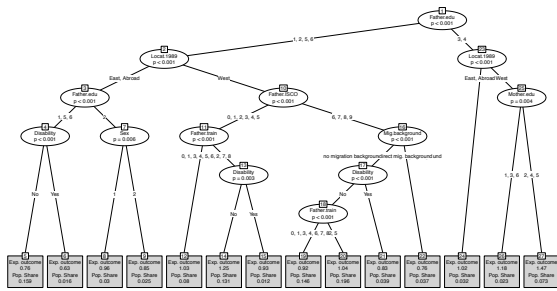 1
Father.edu
p < 0.001
1, 2, 5, 6
3, 4
2
Locat.1989
p < 0.001
Locat.1989
p < 0.001
East, Abroad
West
East, Abroad West
3
Father.edu
p < 0.001
Father.ISCO
p < 0.001
Mother.edu
p = 0.004
1, 5, 6
0, 1, 2, 3, 4, 5
6, 7, 8, 9
1, 3, 6
2, 4, 5
4
Disability
p < 0.001
7
Sex
p = 0.006
11
Father.train
p < 0.001
Mig.background
p < 0.001
No
Yes
1
2
0, 1, 3, 4, 5, 6, 2, 7, 8
no migration background
direct mig. background
und
13
Disability
p = 0.003
17
Disability
p < 0.001
No
Yes
No
Yes
18
Father.train
p < 0.001
0, 1, 3, 4, 6, 7, 8
2, 5
Exp. outcome
0.76
Pop. Share
0.159
Exp. outcome
0.63
Pop. Share
0.016
Exp. outcome
0.96
Pop. Share
0.03
Exp. outcome
0.85
Pop. Share
0.025
Exp. outcome
1.03
Pop. Share
0.08
Exp. outcome
1.25
Pop. Share
0.131
Exp. outcome
0.93
Pop. Share
0.012
Exp. outcome
0.92
Pop. Share
0.146
Exp. outcome
1.04
Pop. Share
0.196
Exp. outcome
0.83
Pop. Share
0.039
Exp. outcome
0.78
Pop. Share
0.037
Exp. outcome
1.02
Pop. Share
0.032
Exp. outcome
1.18
Pop. Share
0.023
Exp. outcome
1.47
Pop. Share
0.073